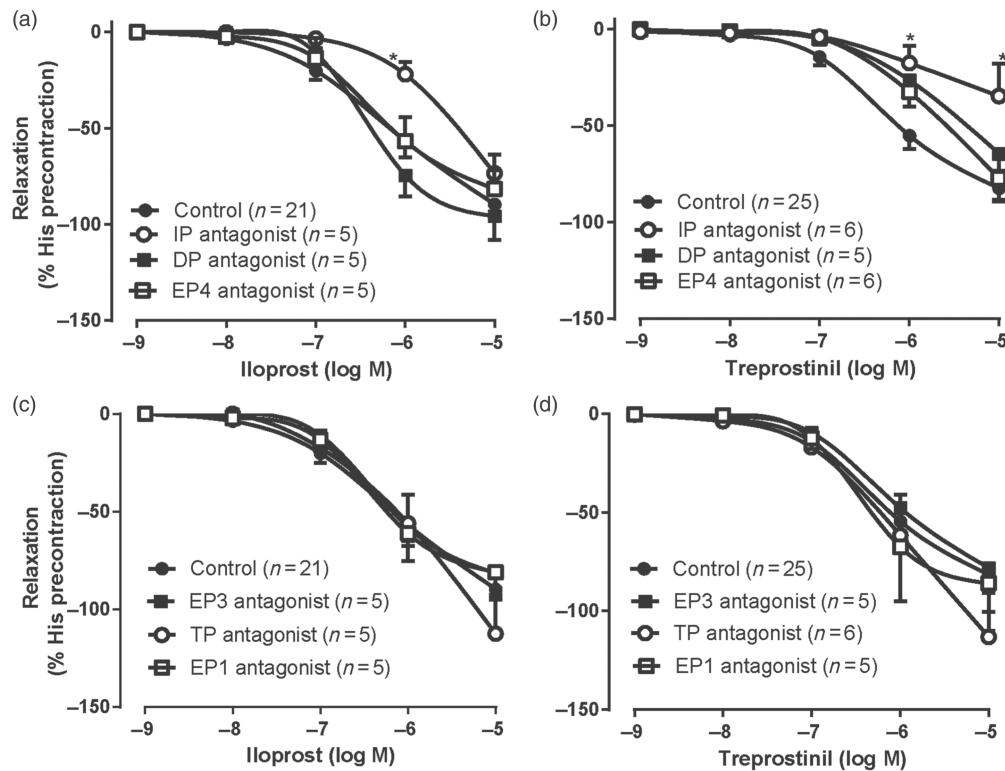 (a)
0
–50
–100
–150
Relaxation
(% His precontraction)
*
Control (n=21)
IP antagonist (n=5)
DP antagonist (n=5)
EP4 antagonist (n=5)
–9 –8 –7 –6 –5
Iloprost (log M)
(b)
0
–50
–100
–150
* *
Control (n=25)
IP antagonist (n=6)
DP antagonist (n=5)
EP4 antagonist (n=6)
–9 –8 –7 –6 –5
Treprostinil (log M)
(c)
0
–50
–100
–150
Relaxation
(% His precontraction)
Control (n=21)
EP3 antagonist (n=5)
TP antagonist (n=5)
EP1 antagonist (n=5)
–9 –8 –7 –6 –5
Iloprost (log M)
(d)
0
–50
–100
–150
Control (n=25)
EP3 antagonist (n=5)
TP antagonist (n=6)
EP1 antagonist (n=5)
–9 –8 –7 –6 –5
Treprostinil (log M)